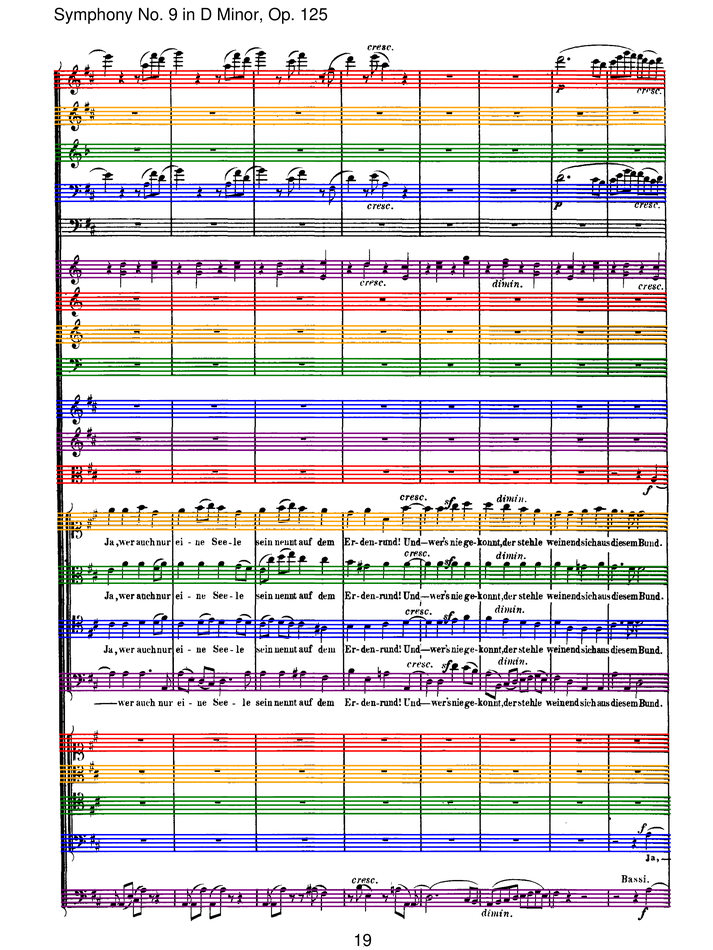 Symphony No. 9 in D Minor, Op. 125
cresc.
p cresc.
cresc. p cresc.
cresc. dimin. cresc.
f
cresc. sf dimin.
Ja, wer auch nur ei - ne See - le sein nennt auf dem Er - den - rund! Und— wer's nie ge - konnt, der stehle weinend sich aus diesem Bund.
cresc. sf dimin.
Ja, wer auch nur ei - ne See - le sein nennt auf dem Er - den - rund! Und— wer's nie ge - konnt, der stehle weinend sich aus diesem Bund.
cresc. sf dimin.
Ja, wer auch nur ei - ne See - le sein nennt auf dem Er - den - rund! Und— wer's nie ge - konnt, der stehle weinend sich aus diesem Bund.
cresc. sf dimin.
— wer auch nur ei - ne See - le sein nennt auf dem Er - den - rund! Und— wer's nie ge - konnt, der stehle weinend sich aus diesem Bund.
f
Ja,—
cresc. Bassi.
dimin. f
19